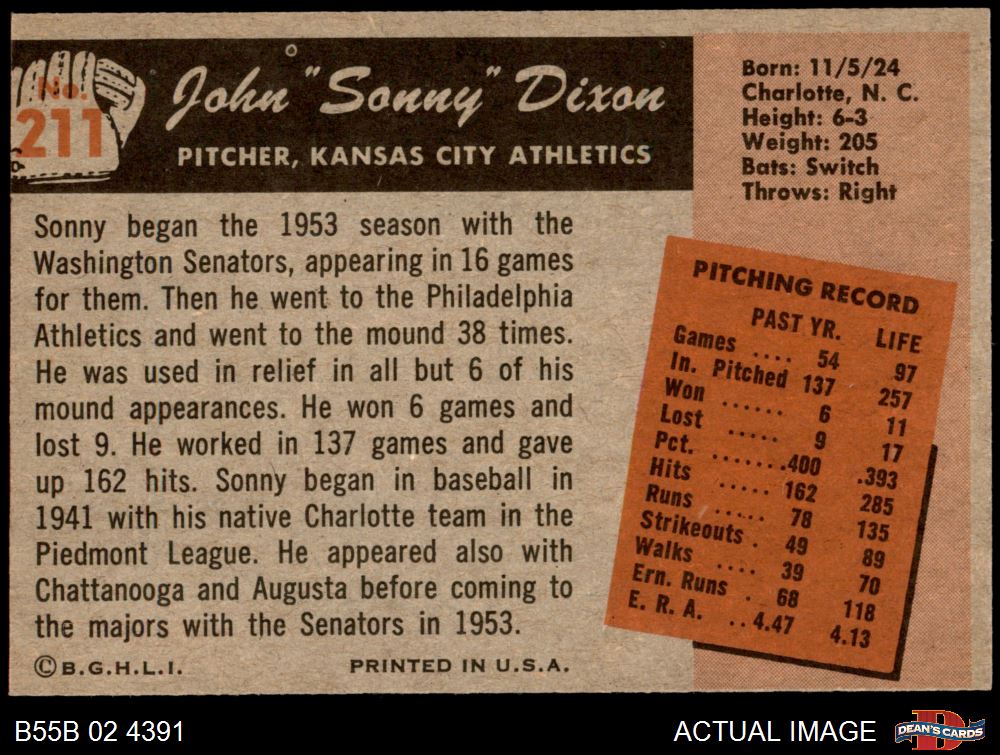 No.
211
John "Sonny" Dixon
PITCHER, KANSAS CITY ATHLETICS
Born: 11/5/24
Charlotte, N. C.
Height: 6-3
Weight: 205
Bats: Switch
Throws: Right
Sonny began the 1953 season with the
Washington Senators, appearing in 16 games
for them. Then he went to the Philadelphia
Athletics and went to the mound 38 times.
He was used in relief in all but 6 of his
mound appearances. He won 6 games and
lost 9. He worked in 137 games and gave
up 162 hits. Sonny began in baseball in
1941 with his native Charlotte team in the
Piedmont League. He appeared also with
Chattanooga and Augusta before coming to
the majors with the Senators in 1953.
PITCHING RECORD
PAST YR. LIFE
Games .... 54 97
In. Pitched 137 257
Won ...... 6 11
Lost ..... 9 17
Pct. .......400 .393
Hits ..... 162 285
Runs ..... 78 135
Strikeouts . 49 89
Walks .... 39 70
Ern. Runs . 68 118
E. R. A. .. 4.47 4.13
© B.G.H.L.I. PRINTED IN U.S.A.
B55B 02 4391 ACTUAL IMAGE DEAN'S CARDS